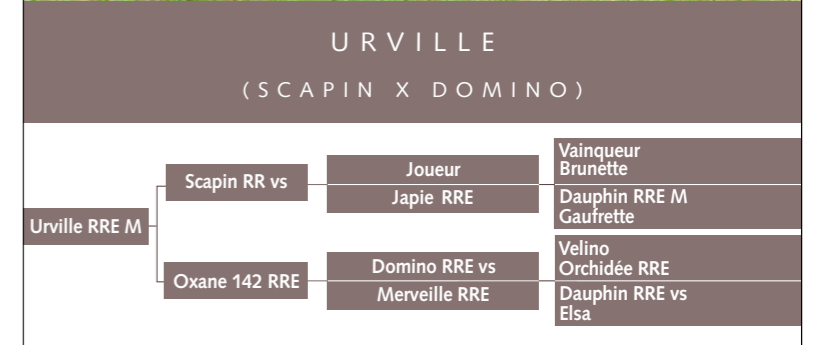 URVILLE
(SCAPIN X DOMINO)
Urville RRE M
Scapin RR vs
Oxane 142 RRE
Joueur
Japie RRE
Domino RRE vs
Merveille RRE
Vainqueur
Brunette
Dauphin RRE M
Gaufrette
Velino
Orchidée RRE
Dauphin RRE vs
Elsa